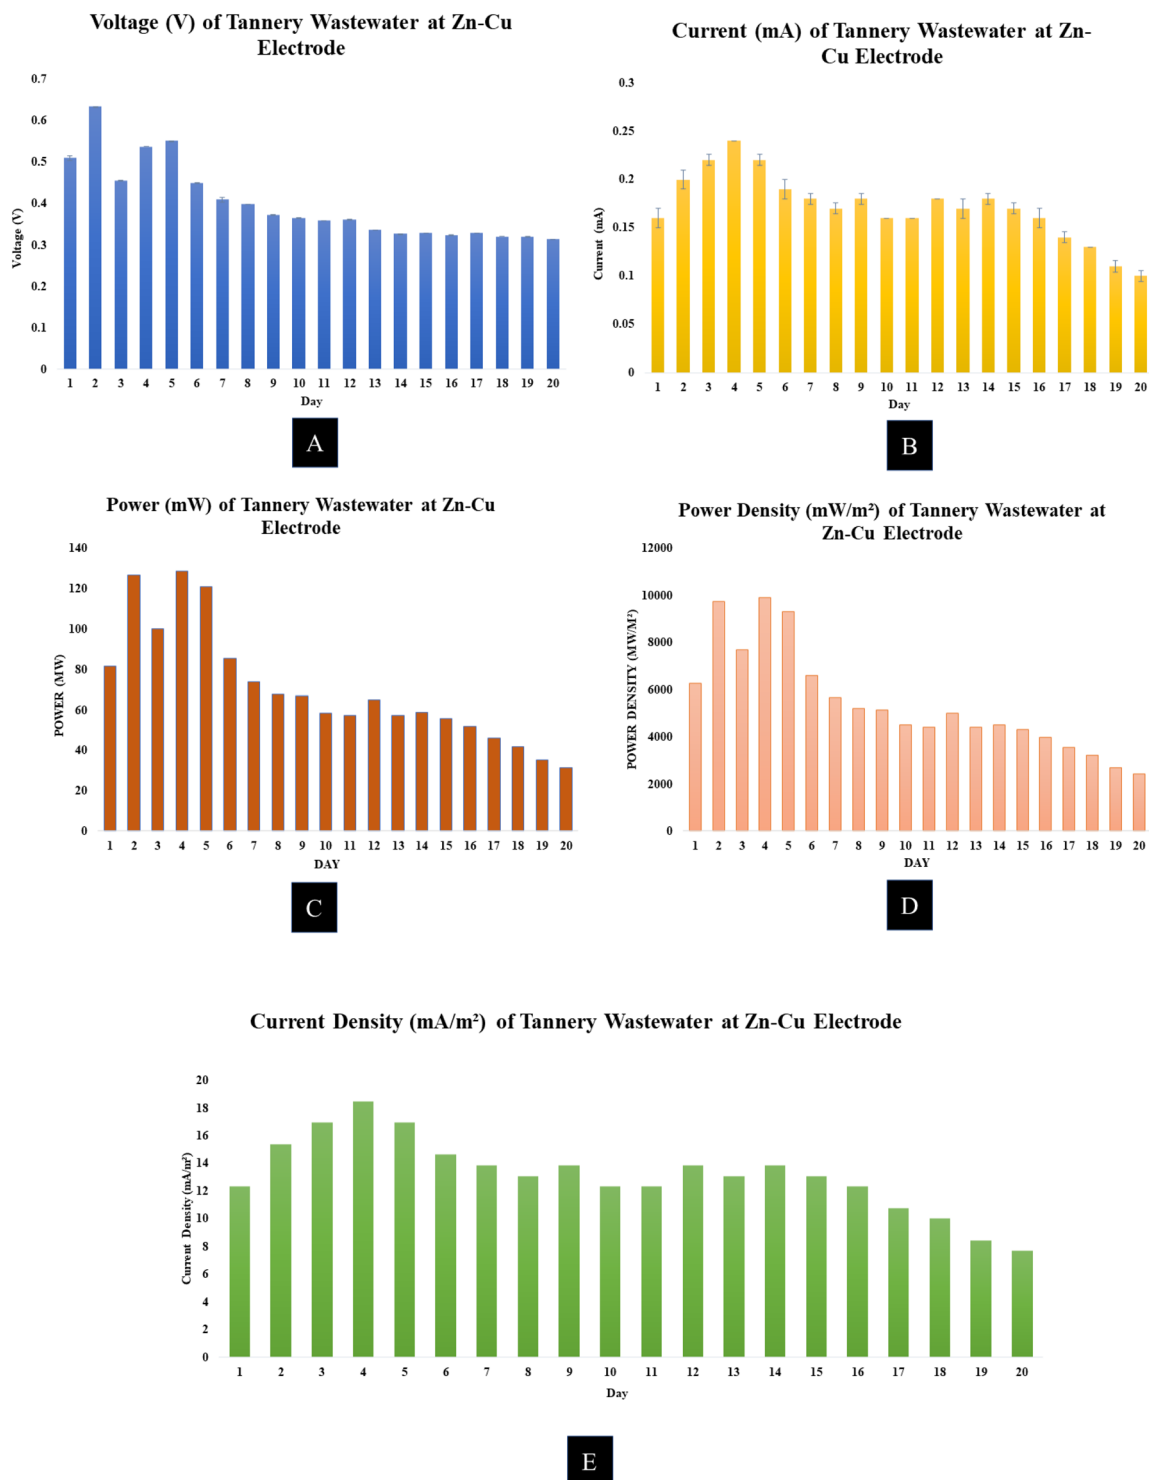 Voltage (V) of Tannery Wastewater at Zn-Cu
Electrode
0.7
0.6
0.5
0.4
0.3
0.2
0.1
0
Voltage (V)
1 2 3 4 5 6 7 8 9 10 11 12 13 14 15 16 17 18 19 20
Day
A
Current (mA) of Tannery Wastewater at Zn-
Cu Electrode
0.3
0.25
0.2
0.15
0.1
0.05
0
Current (mA)
1 2 3 4 5 6 7 8 9 10 11 12 13 14 15 16 17 18 19 20
Day
B
Power (mW) of Tannery Wastewater at Zn-Cu
Electrode
140
120
100
80
60
40
20
0
POWER (MW)
1 2 3 4 5 6 7 8 9 10 11 12 13 14 15 16 17 18 19 20
DAY
C
Power Density (mW/m²) of Tannery Wastewater at
Zn-Cu Electrode
12000
10000
8000
6000
4000
2000
0
POWER DENSITY (MW/M²)
1 2 3 4 5 6 7 8 9 10 11 12 13 14 15 16 17 18 19 20
DAY
D
Current Density (mA/m²) of Tannery Wastewater at Zn-Cu Electrode
20
18
16
14
12
10
8
6
4
2
0
Current Density (mA/m²)
1 2 3 4 5 6 7 8 9 10 11 12 13 14 15 16 17 18 19 20
Day
E